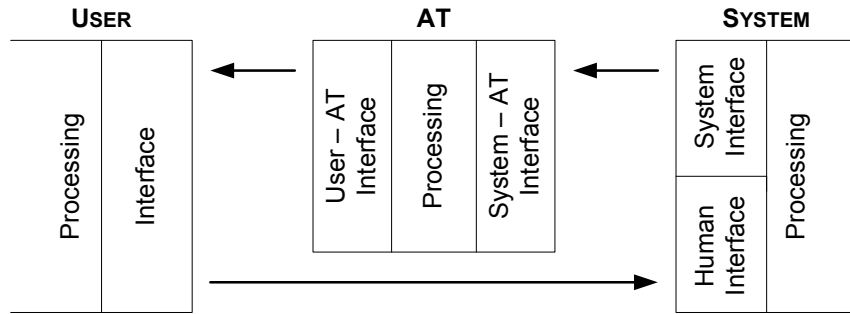 USER
AT
SYSTEM
Processing
Interface
User – AT
Interface
Processing
System – AT
Interface
System
Interface
Human
Interface
Processing